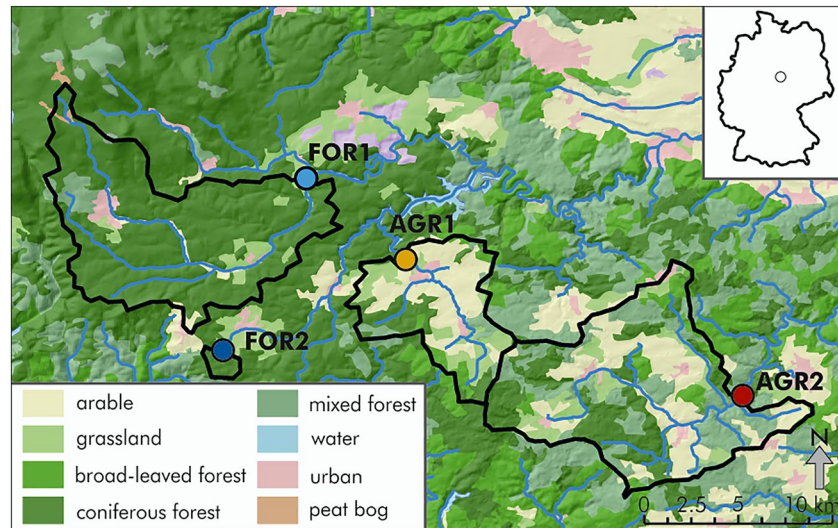 FOR1
AGR1
FOR2
AGR2
arable
grassland
broad-leaved forest
coniferous forest
mixed forest
water
urban
peat bog
N
0 2.5 5 10 km